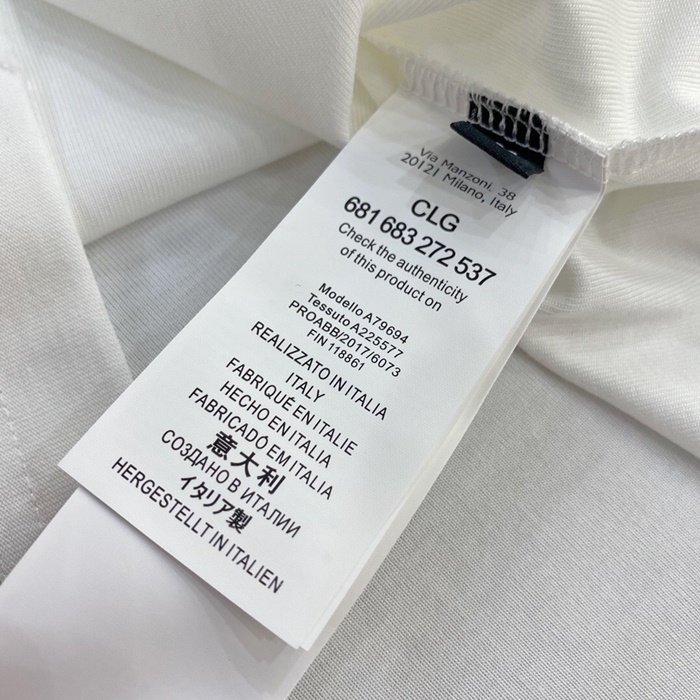 Via Manzoni. 38
20121 Milano, Italy
CLG
681 683 272 537
Check the authenticity
of this product on
Modello A79694
Tessuto A225577
PROABB/2017/6073
FIN 118861
REALIZZATO IN ITALIA
ITALY
FABRIQUÉ EN ITALIE
HECHO EN ITALIA
FABRICADO EM ITALIA
意大利
СОЗДАНО В ИТАЛИИ
イタリア製
HERGESTELLT IN ITALIEN